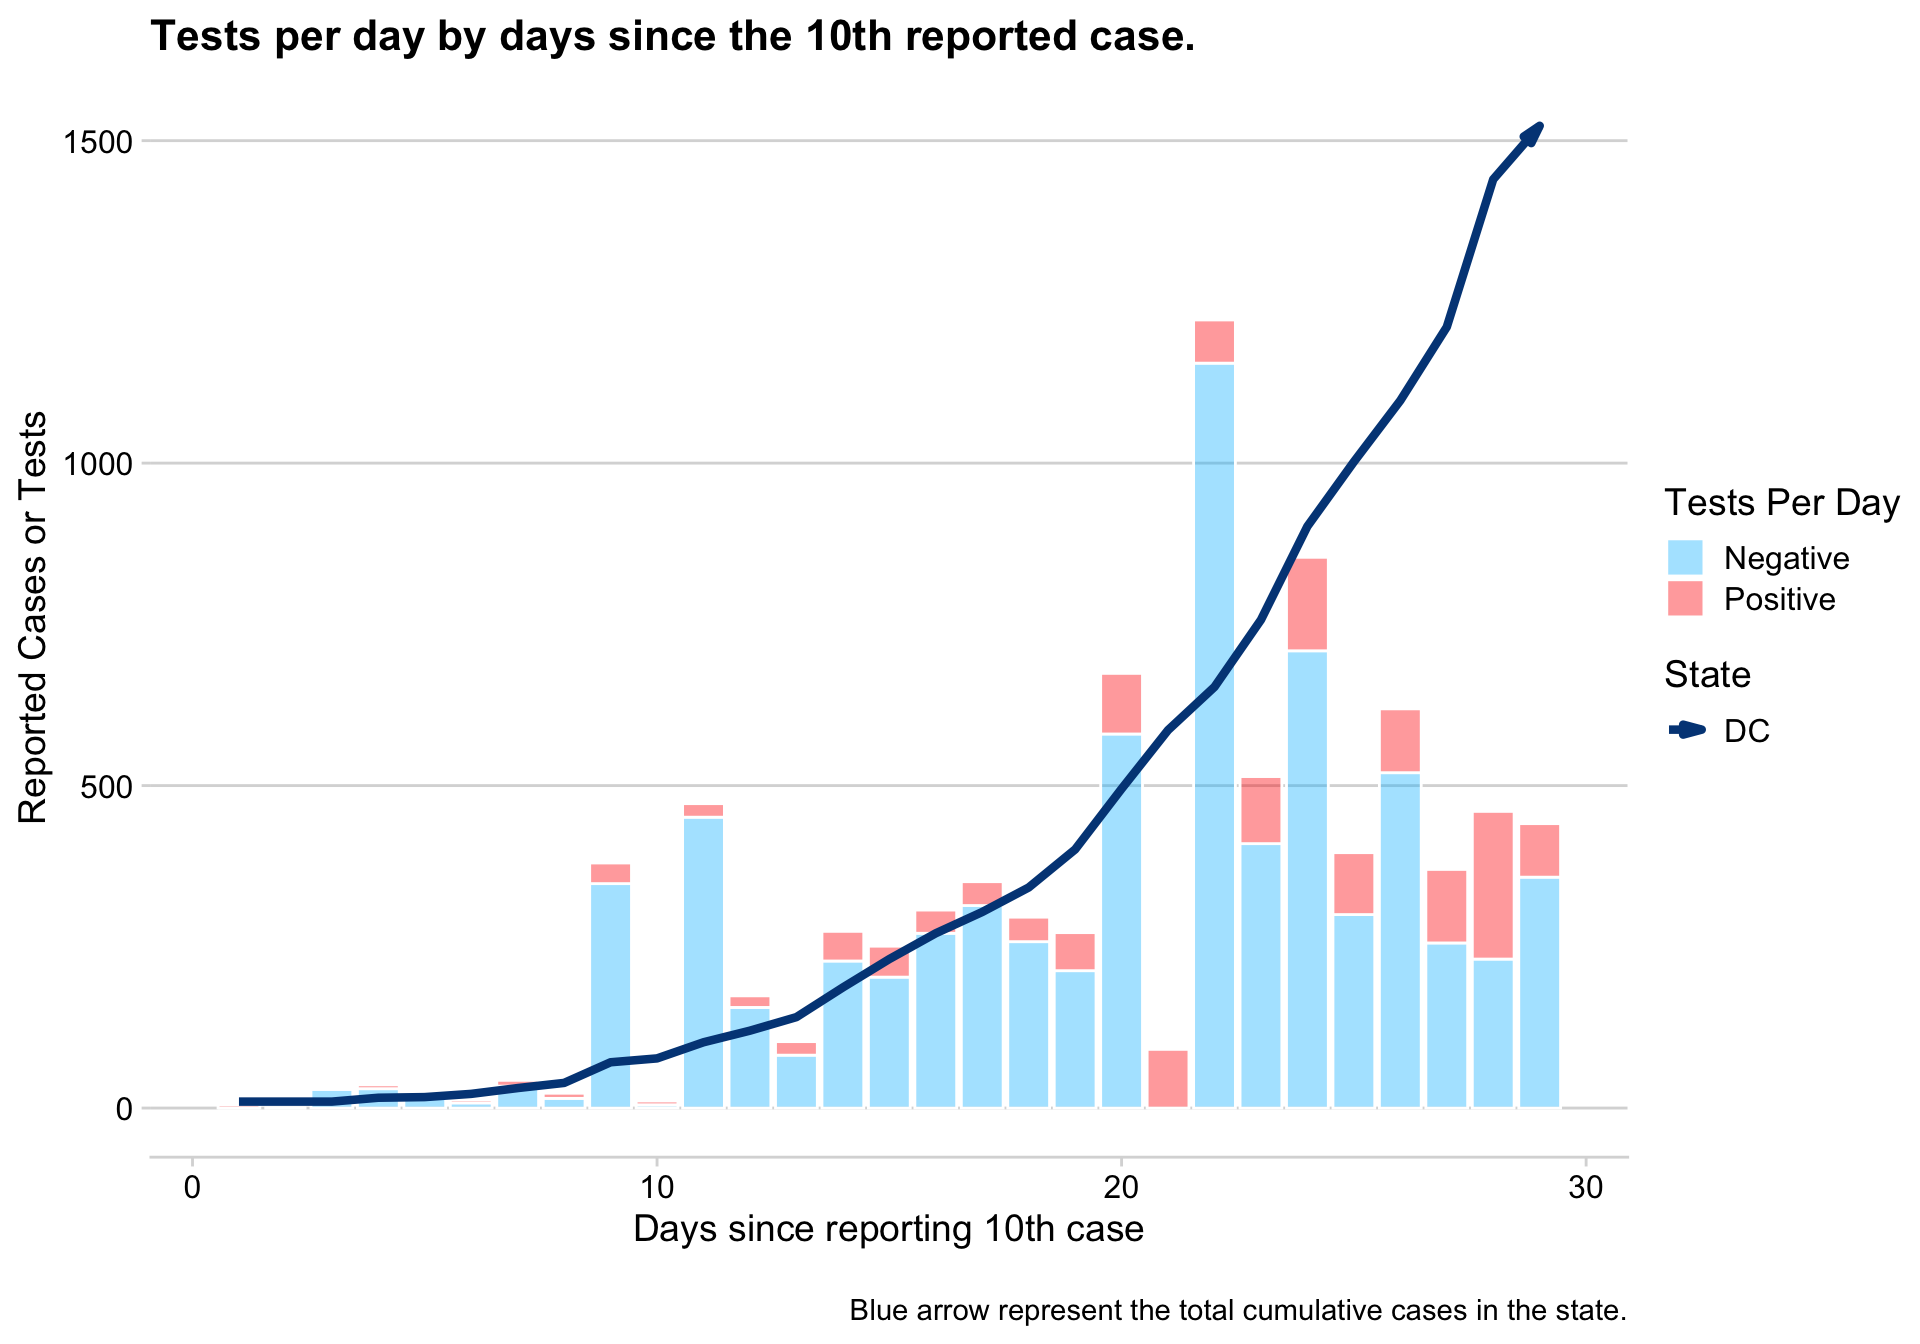 Tests per day by days since the 10th reported case.
1500
1000
500
0
Reported Cases or Tests
0 10 20 30
Days since reporting 10th case
Tests Per Day
Negative
Positive
State
DC
Blue arrow represent the total cumulative cases in the state.